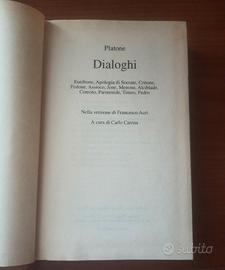 Platone
Dialoghi
Eutifrone, Apologia di Socrate, Critone,
Fedone, Assioco, Jone, Menone, Alcibiade,
Convito, Parmenide, Timeo, Fedro
Nella versione di Francesco Acri
A cura di Carlo Carena
subito